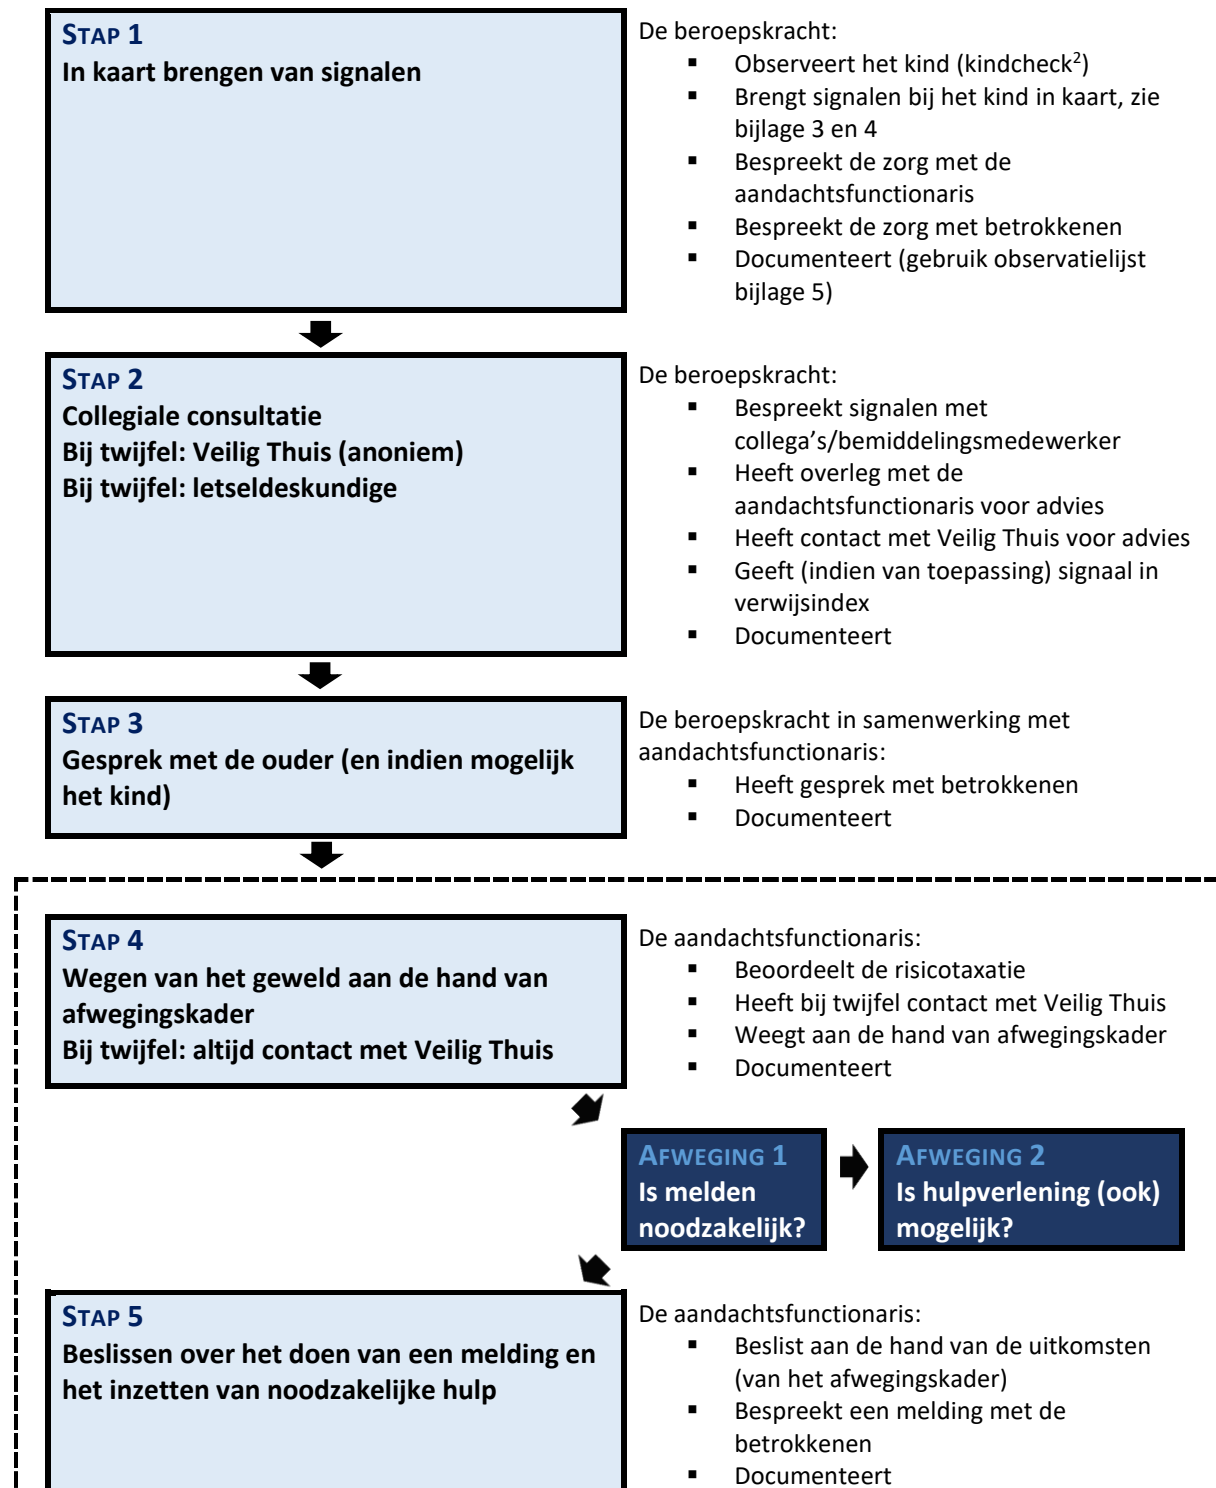 STAP 1
In kaart brengen van signalen
De beroepskracht:
▪ Observeert het kind (kindcheck²)
▪ Brengt signalen bij het kind in kaart, zie
bijlage 3 en 4
▪ Bespreekt de zorg met de
aandachtsfunctionaris
▪ Bespreekt de zorg met betrokkenen
▪ Documenteert (gebruik observatielijst
bijlage 5)
STAP 2
Collegiale consultatie
Bij twijfel: Veilig Thuis (anoniem)
Bij twijfel: letseldeskundige
De beroepskracht:
▪ Bespreekt signalen met
collega’s/bemiddelingsmedewerker
▪ Heeft overleg met de
aandachtsfunctionaris voor advies
▪ Heeft contact met Veilig Thuis voor advies
▪ Geeft (indien van toepassing) signaal in
verwijsindex
▪ Documenteert
STAP 3
Gesprek met de ouder (en indien mogelijk
het kind)
De beroepskracht in samenwerking met
aandachtsfunctionaris:
▪ Heeft gesprek met betrokkenen
▪ Documenteert
STAP 4
Wegen van het geweld aan de hand van
afwegingskader
Bij twijfel: altijd contact met Veilig Thuis
De aandachtsfunctionaris:
▪ Beoordeelt de risicotaxatie
▪ Heeft bij twijfel contact met Veilig Thuis
▪ Weegt aan de hand van afwegingskader
▪ Documenteert
AFWEGING 1
Is melden
noodzakelijk?
AFWEGING 2
Is hulpverlening (ook)
mogelijk?
STAP 5
Beslissen over het doen van een melding en
het inzetten van noodzakelijke hulp
De aandachtsfunctionaris:
▪ Beslist aan de hand van de uitkomsten
(van het afwegingskader)
▪ Bespreekt een melding met de
betrokkenen
▪ Documenteert